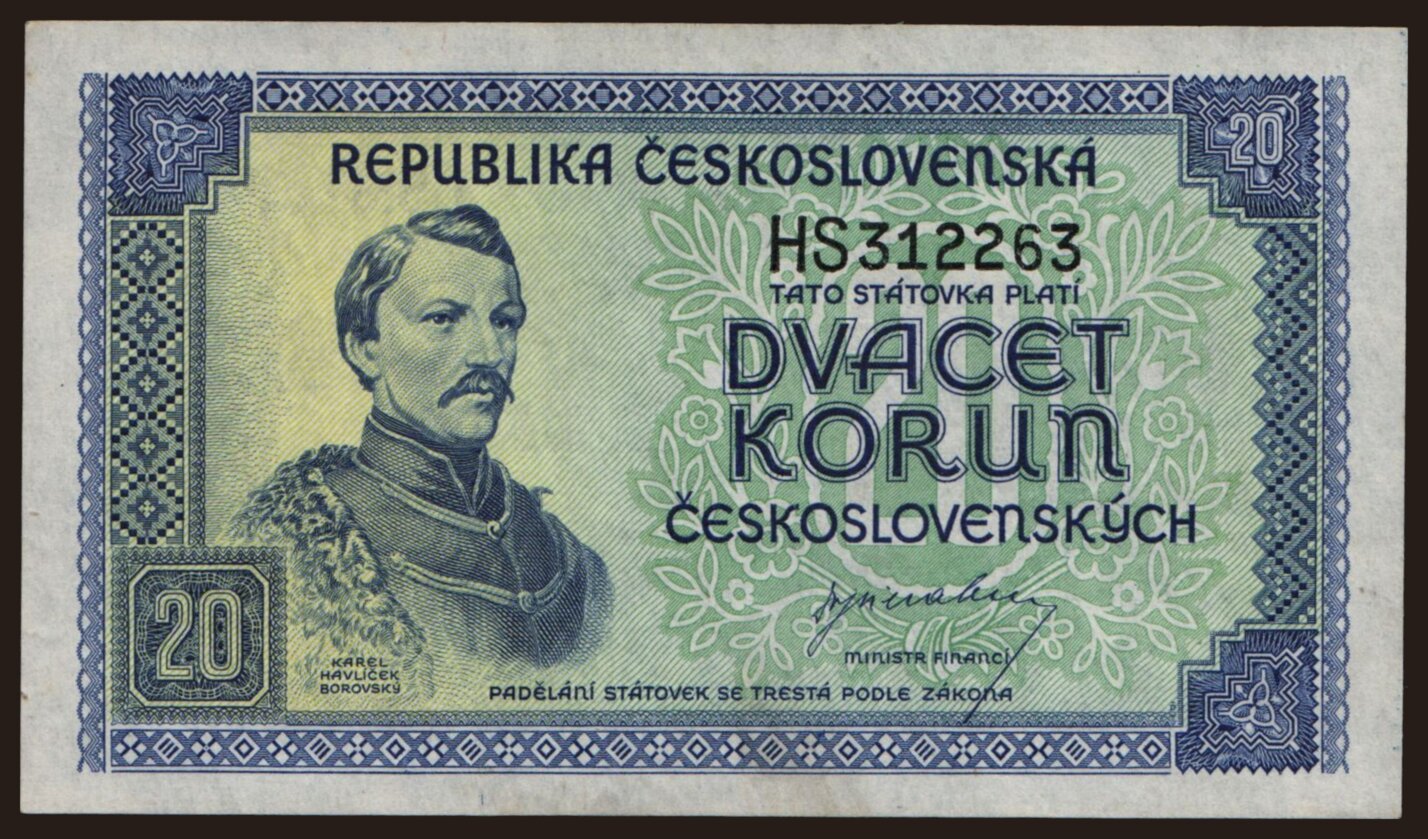 20
REPUBLIKA ČESKOSLOVENSKÁ
HS312263
TATO STÁTOVKA PLATÍ
DVACET
KORUN
ČESKOSLOVENSKÝCH
MINISTR FINANCÍ
20
KAREL
HAVLÍČEK
BOROVSKÝ
PADĚLÁNÍ STÁTOVEK SE TRESTÁ PODLE ZÁKONA